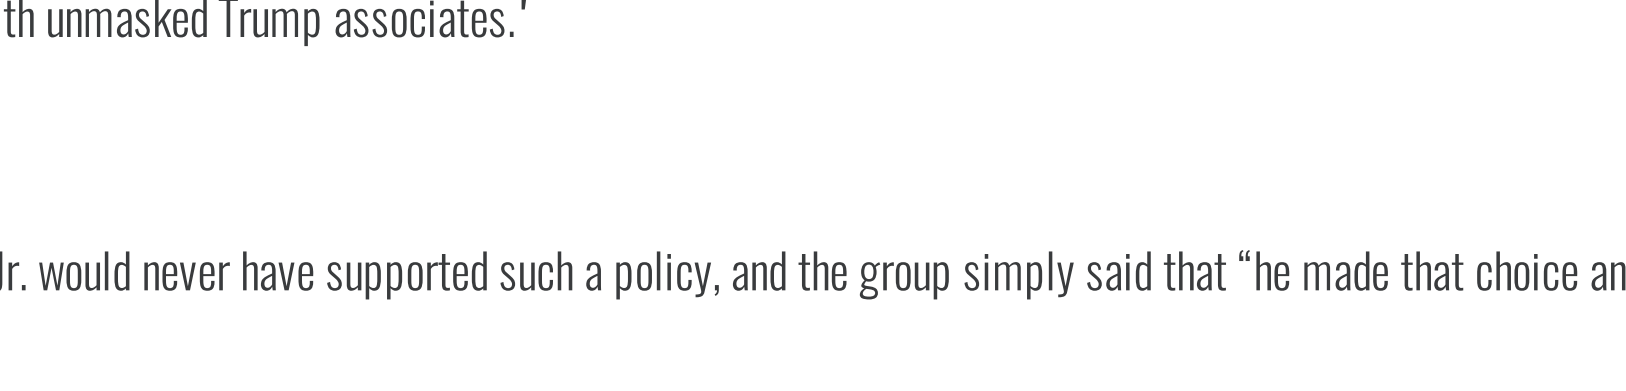 th unmasked Trump associates.'
Jr. would never have supported such a policy, and the group simply said that “he made that choice an